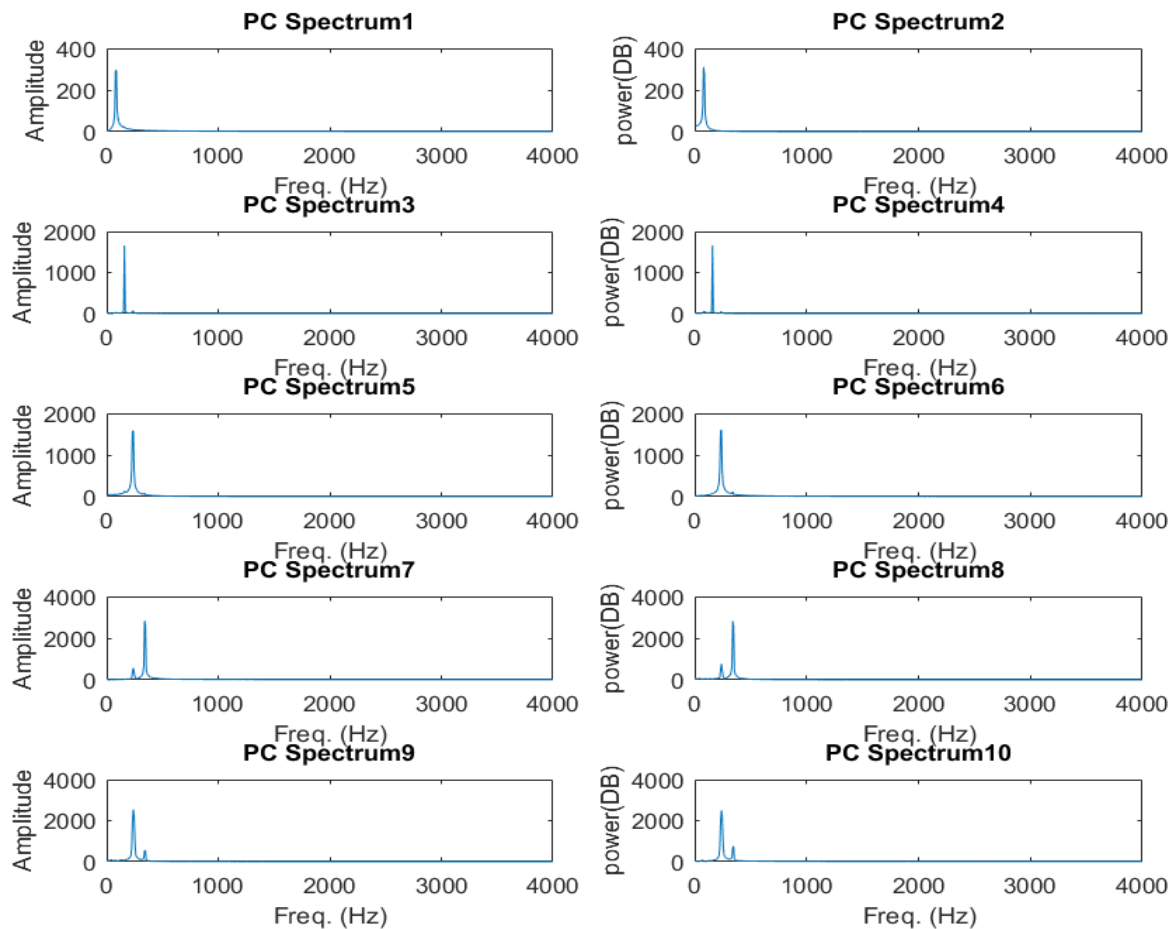 PC Spectrum1
Amplitude
400
200
0
0 1000 2000 3000 4000
Freq. (Hz)
PC Spectrum2
power(DB)
400
200
0
0 1000 2000 3000 4000
Freq. (Hz)
PC Spectrum3
Amplitude
2000
1000
0
0 1000 2000 3000 4000
Freq. (Hz)
PC Spectrum4
power(DB)
2000
1000
0
0 1000 2000 3000 4000
Freq. (Hz)
PC Spectrum5
Amplitude
2000
1000
0
0 1000 2000 3000 4000
Freq. (Hz)
PC Spectrum6
power(DB)
2000
1000
0
0 1000 2000 3000 4000
Freq. (Hz)
PC Spectrum7
Amplitude
4000
2000
0
0 1000 2000 3000 4000
Freq. (Hz)
PC Spectrum8
power(DB)
4000
2000
0
0 1000 2000 3000 4000
Freq. (Hz)
PC Spectrum9
Amplitude
4000
2000
0
0 1000 2000 3000 4000
Freq. (Hz)
PC Spectrum10
power(DB)
4000
2000
0
0 1000 2000 3000 4000
Freq. (Hz)